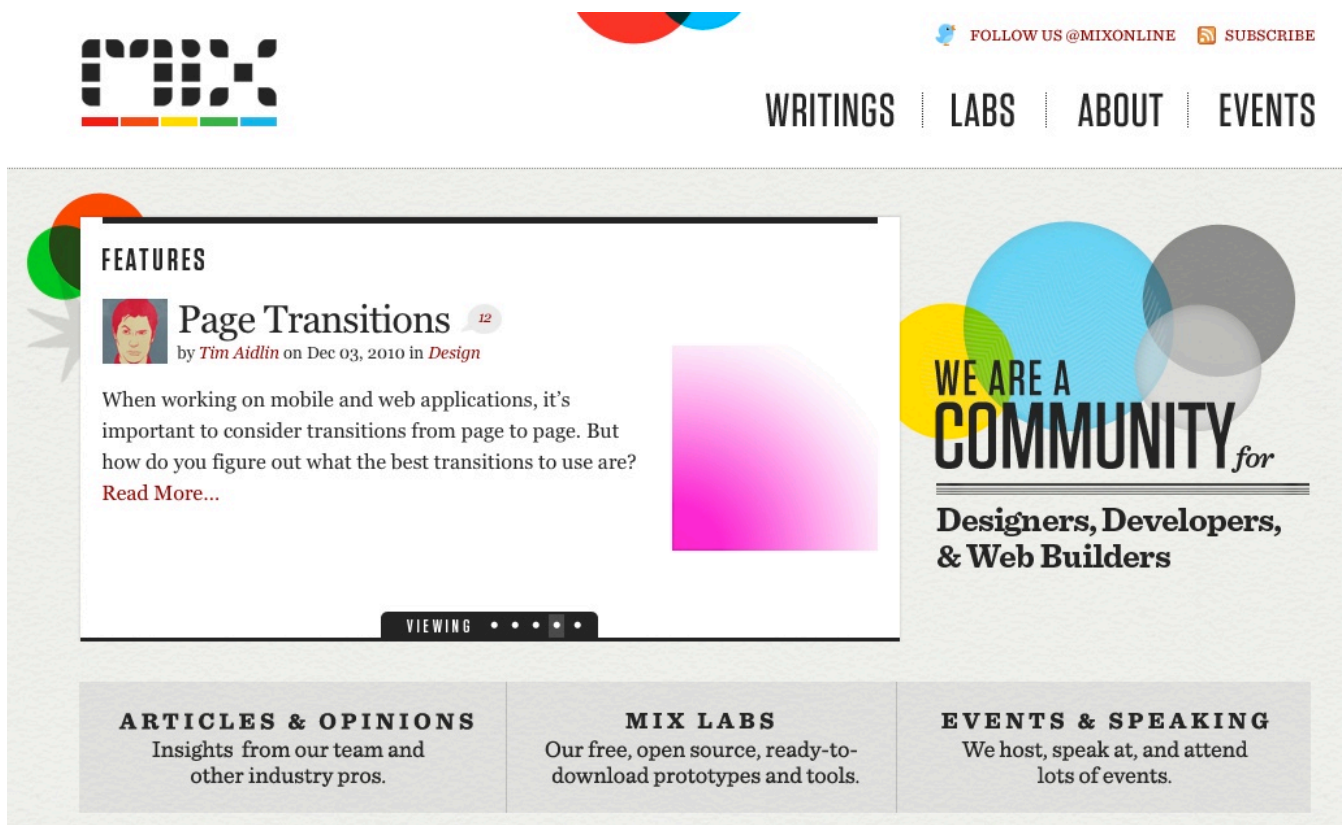 mix
FOLLOW US @MIXONLINE
SUBSCRIBE
WRITINGS
LABS
ABOUT
EVENTS
FEATURES
Page Transitions
12
by Tim Aidlin on Dec 03, 2010 in Design
When working on mobile and web applications, it’s
important to consider transitions from page to page. But
how do you figure out what the best transitions to use are?
Read More...
VIEWING
WE ARE A
COMMUNITY for
Designers, Developers,
& Web Builders
ARTICLES & OPINIONS
Insights from our team and
other industry pros.
MIX LABS
Our free, open source, ready-to-
download prototypes and tools.
EVENTS & SPEAKING
We host, speak at, and attend
lots of events.